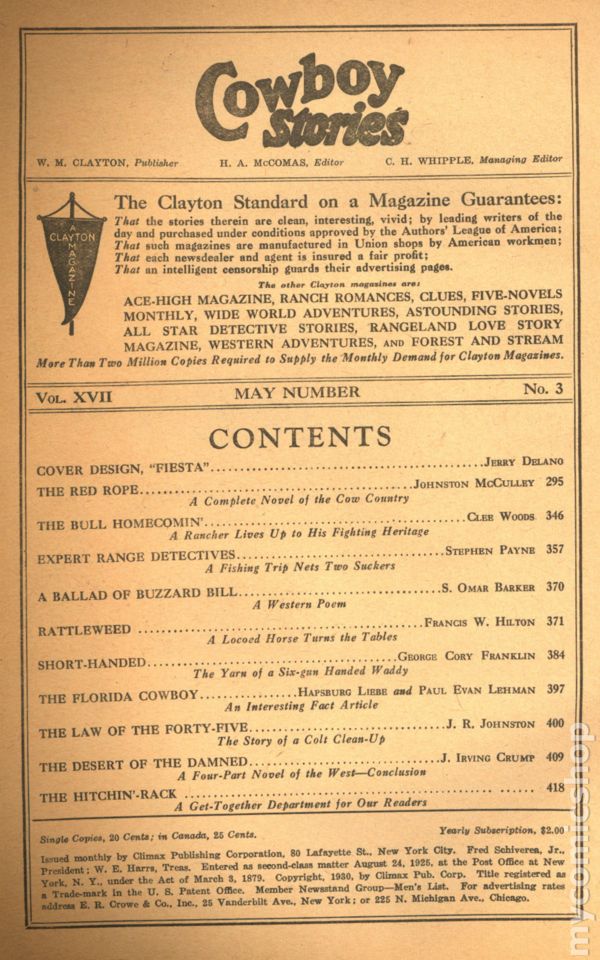 Cowboy
Stories
W. M. CLAYTON, Publisher H. A. McCOMAS, Editor C. H. WHIPPLE, Managing Editor
A
CLAYTON
MAGAZINE
The Clayton Standard on a Magazine Guarantees:
That the stories therein are clean, interesting, vivid; by leading writers of the
day and purchased under conditions approved by the Authors' League of America;
That such magazines are manufactured in Union shops by American workmen;
That each newsdealer and agent is insured a fair profit;
That an intelligent censorship guards their advertising pages.
The other Clayton magazines are:
ACE-HIGH MAGAZINE, RANCH ROMANCES, CLUES, FIVE-NOVELS
MONTHLY, WIDE WORLD ADVENTURES, ASTOUNDING STORIES,
ALL STAR DETECTIVE STORIES, RANGELAND LOVE STORY
MAGAZINE, WESTERN ADVENTURES, AND FOREST AND STREAM
More Than Two Million Copies Required to Supply the Monthly Demand for Clayton Magazines.
VOL. XVII MAY NUMBER No. 3
CONTENTS
COVER DESIGN, "FIESTA"........JERRY DELANO
THE RED ROPE........JOHNSTON MCCULLEY 295
A Complete Novel of the Cow Country
THE BULL HOMECOMIN'........CLEE WOODS 346
A Rancher Lives Up to His Fighting Heritage
EXPERT RANGE DETECTIVES........STEPHEN PAYNE 357
A Fishing Trip Nets Two Suckers
A BALLAD OF BUZZARD BILL........S. OMAR BARKER 370
A Western Poem
RATTLEWEED ........FRANCIS W. HILTON 371
A Locoed Horse Turns the Tables
SHORT-HANDED........GEORGE CORY FRANKLIN 384
The Yarn of a Six-gun Handed Waddy
THE FLORIDA COWBOY........HAPSBURG LIEBE and PAUL EVAN LEHMAN 397
An Interesting Fact Article
THE LAW OF THE FORTY-FIVE........J. R. JOHNSTON 400
The Story of a Colt Clean-Up
THE DESERT OF THE DAMNED........J. IRVING CRUMP 409
A Four-Part Novel of the West—Conclusion
THE HITCHIN'-RACK ........ 418
A Get-Together Department for Our Readers
Single Copies, 20 Cents; in Canada, 25 Cents. Yearly Subscription, $2.00
Issued monthly by Climax Publishing Corporation, 80 Lafayette St., New York City. Fred Schiverea, Jr.,
President; W. E. Harrs, Treas. Entered as second-class matter August 24, 1925, at the Post Office at New
York, N. Y., under the Act of March 3, 1879. Copyright, 1930, by Climax Pub. Corp. Title registered as
a Trade-mark in the U. S. Patent Office. Member Newsstand Group—Men's List. For advertising rates
address E. R. Crowe & Co., Inc., 25 Vanderbilt Ave., New York; or 225 N. Michigan Ave., Chicago.
mycomicshop